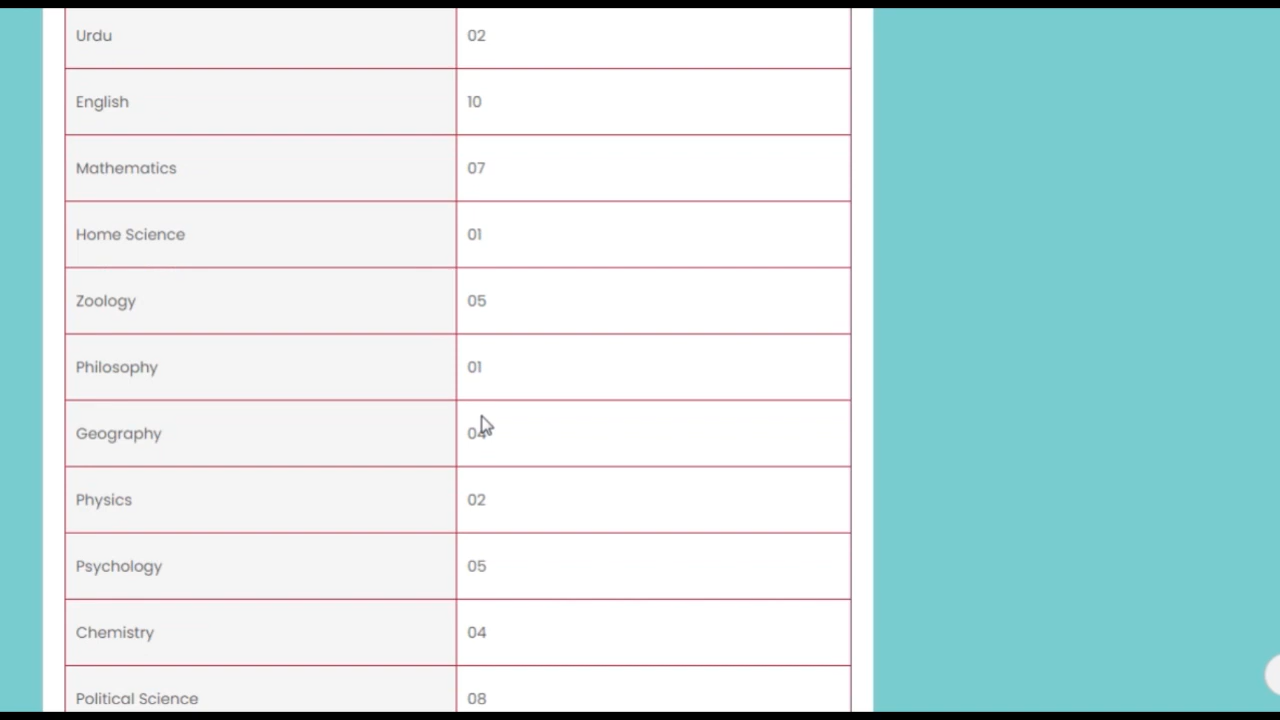 Urdu 02
English 10
Mathematics 07
Home Science 01
Zoology 05
Philosophy 01
Geography 04
Physics 02
Psychology 05
Chemistry 04
Political Science 08